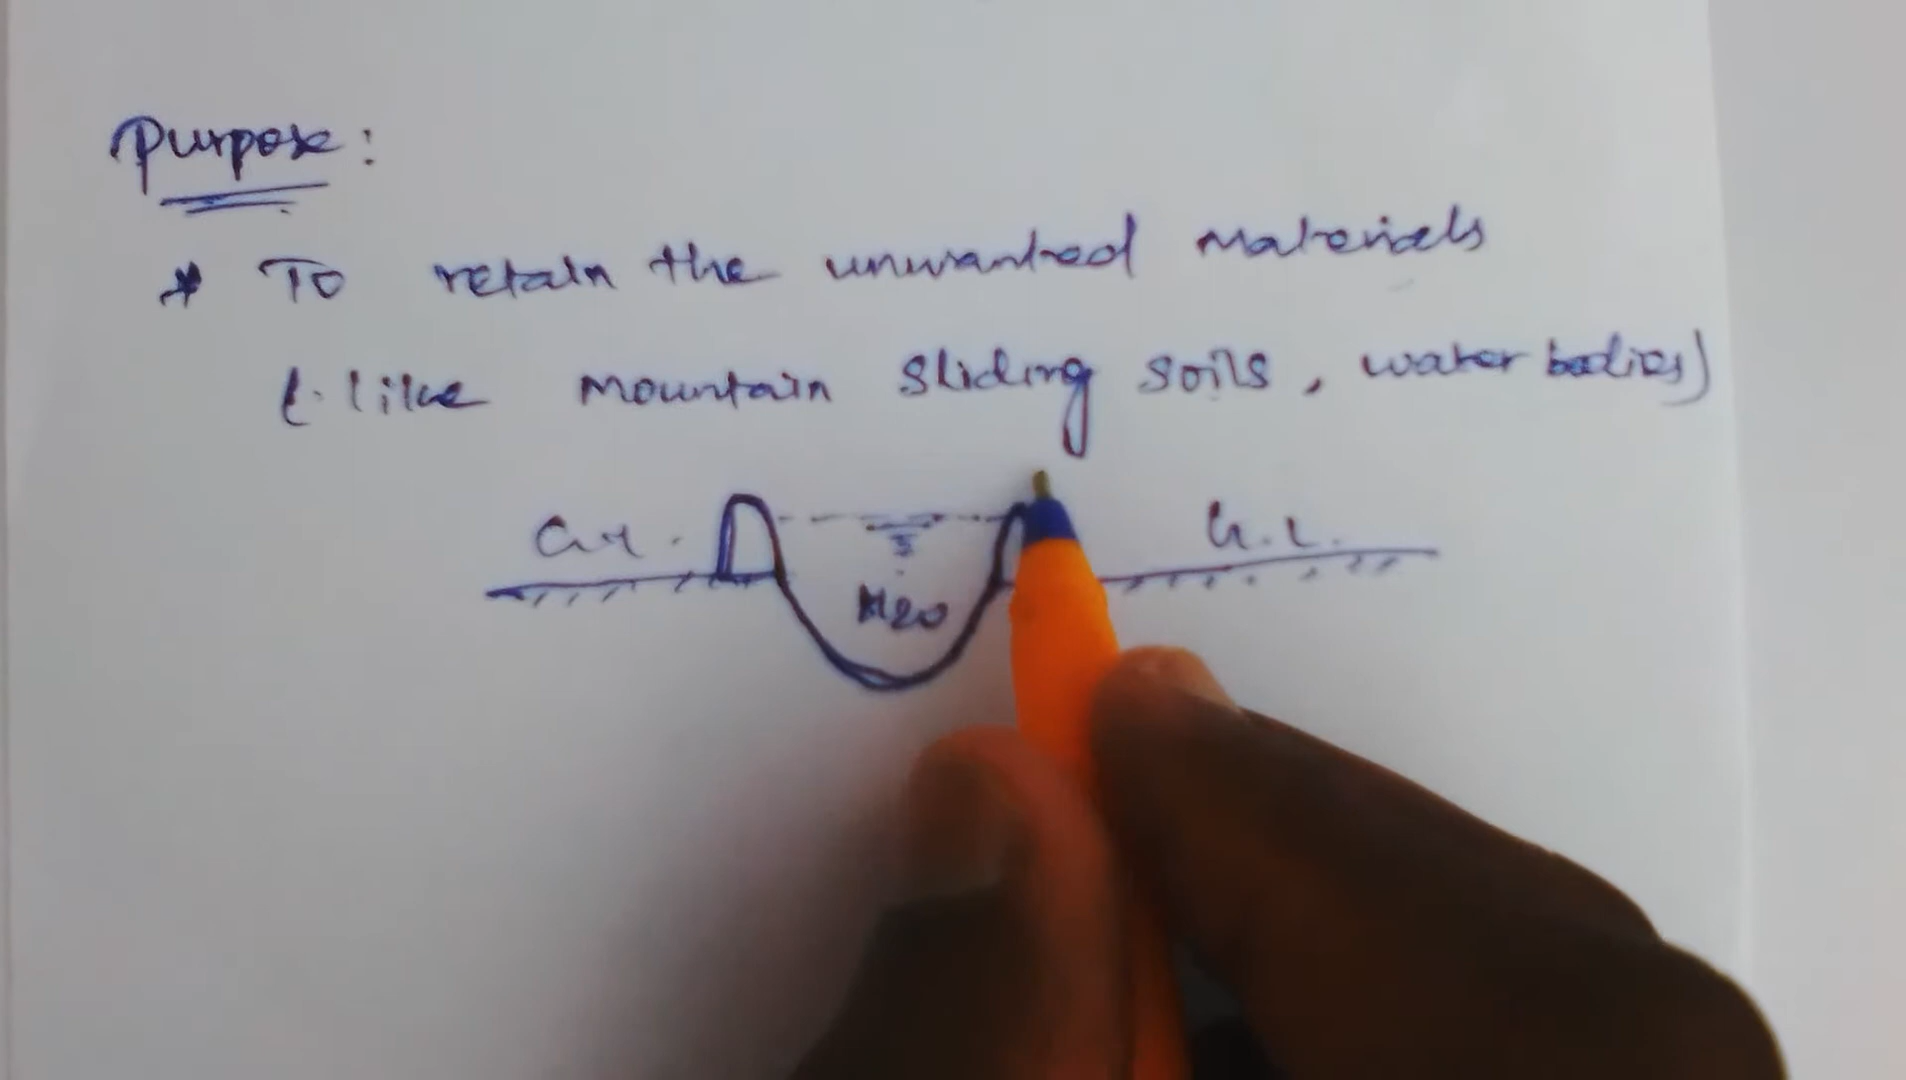 Purpose:
* To retain the unwanted materials
(. like mountain sliding soils, water bodies)
G.L.
H2O